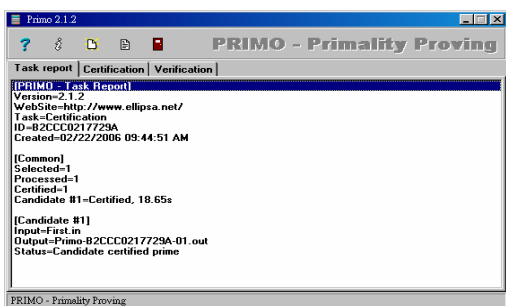 Primo 2.1.2
PRIMO - Primality Proving
Task report Certification Verification
[PRIMO - Task Report]
Version=2.1.2
WebSite=http://www.ellipsa.net/
Task=Certification
ID=B2CCC0217729A
Created=02/22/2006 09:44:51 AM
[Common]
Selected=1
Processed=1
Certified=1
Candidate #1=Certified, 18.65s
[Candidate #1]
Input=First.in
Output=Primo-B2CCC0217729A-01.out
Status=Candidate certified prime
PRIMO - Primality Proving